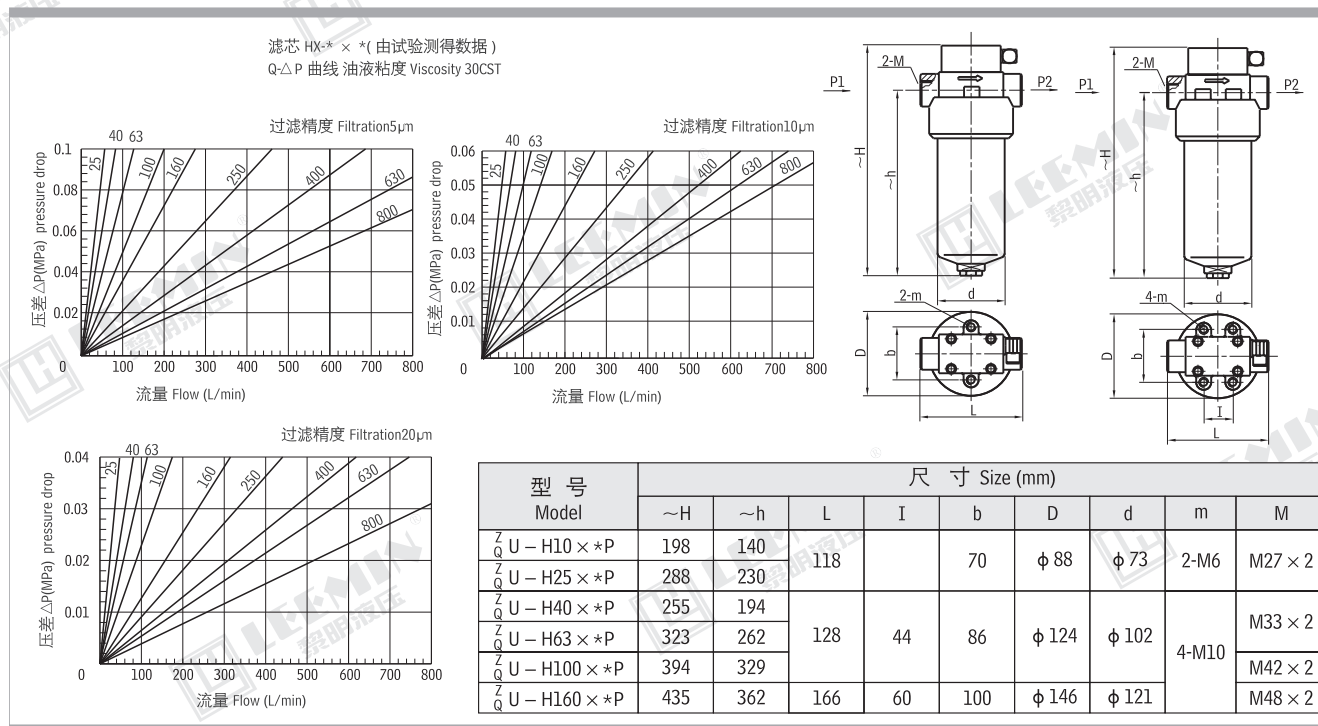 滤芯 HX-* × *( 由试验测得数据 )
Q-△P 曲线 油液粘度 Viscosity 30CST
过滤精度 Filtration5μm
压差△P(MPa) pressure drop
0.1
0.08
0.06
0.04
0.02
0
25
40
63
100
160
250
400
630
800
100 200 300 400 500 600 700 800
流量 Flow (L/min)
过滤精度 Filtration10μm
压差△P(MPa) pressure drop
0.06
0.05
0.04
0.03
0.02
0.01
0
25
40
63
100
160
250
400
630
800
100 200 300 400 500 600 700 800
流量 Flow (L/min)
过滤精度 Filtration20μm
压差△P(MPa) pressure drop
0.04
0.03
0.02
0.01
0
25
40
63
100
160
250
400
630
800
100 200 300 400 500 600 700 800
流量 Flow (L/min)
2-M
P1
P2
~H
~h
d
2-m
D
b
L
2-M
P1
P2
~H
~h
d
4-m
D
b
I
L
型 号 尺 寸 Size (mm)
Model ~H ~h L I b D d m M
Z/Q U – H10 × *P 198 140 118 70 φ 88 φ 73 2-M6 M27 × 2
Z/Q U – H25 × *P 288 230
Z/Q U – H40 × *P 255 194 128 44 86 φ 124 φ 102 4-M10 M33 × 2
Z/Q U – H63 × *P 323 262
Z/Q U – H100 × *P 394 329 M42 × 2
Z/Q U – H160 × *P 435 362 166 60 100 φ 146 φ 121 M48 × 2
LEEMIN
黎明液压